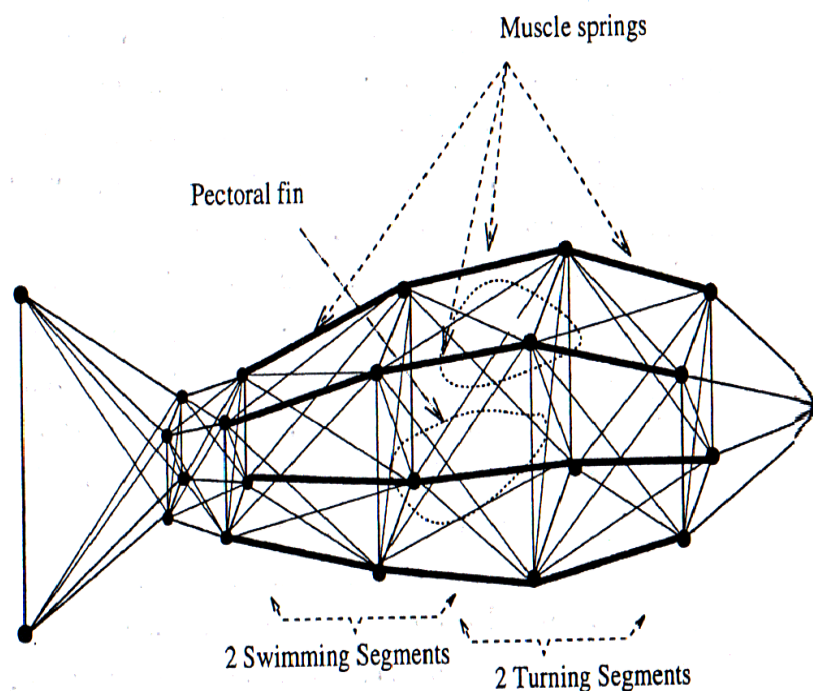 Muscle springs
Pectoral fin
2 Swimming Segments
2 Turning Segments